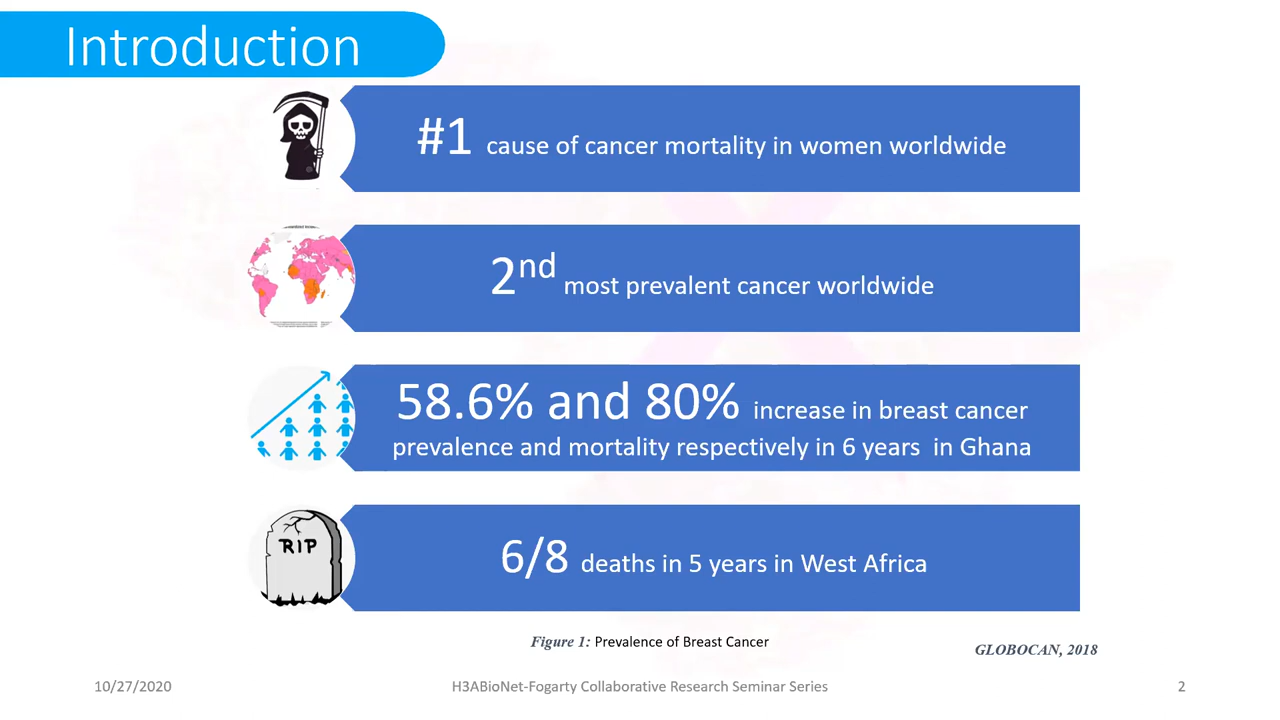 Introduction
#1 cause of cancer mortality in women worldwide
2nd most prevalent cancer worldwide
58.6% and 80% increase in breast cancer
prevalence and mortality respectively in 6 years in Ghana
RIP
6/8 deaths in 5 years in West Africa
Figure 1: Prevalence of Breast Cancer
GLOBOCAN, 2018
10/27/2020
H3ABioNet-Fogarty Collaborative Research Seminar Series
2